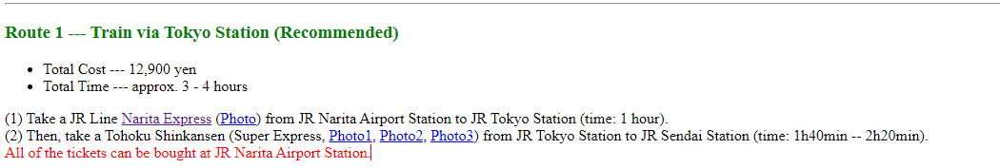 Route 1 --- Train via Tokyo Station (Recommended)
• Total Cost --- 12,900 yen
• Total Time --- approx. 3 - 4 hours
(1) Take a JR Line Narita Express (Photo) from JR Narita Airport Station to JR Tokyo Station (time: 1 hour).
(2) Then, take a Tohoku Shinkansen (Super Express, Photo1, Photo2, Photo3) from JR Tokyo Station to JR Sendai Station (time: 1h40min -- 2h20min).
All of the tickets can be bought at JR Narita Airport Station.